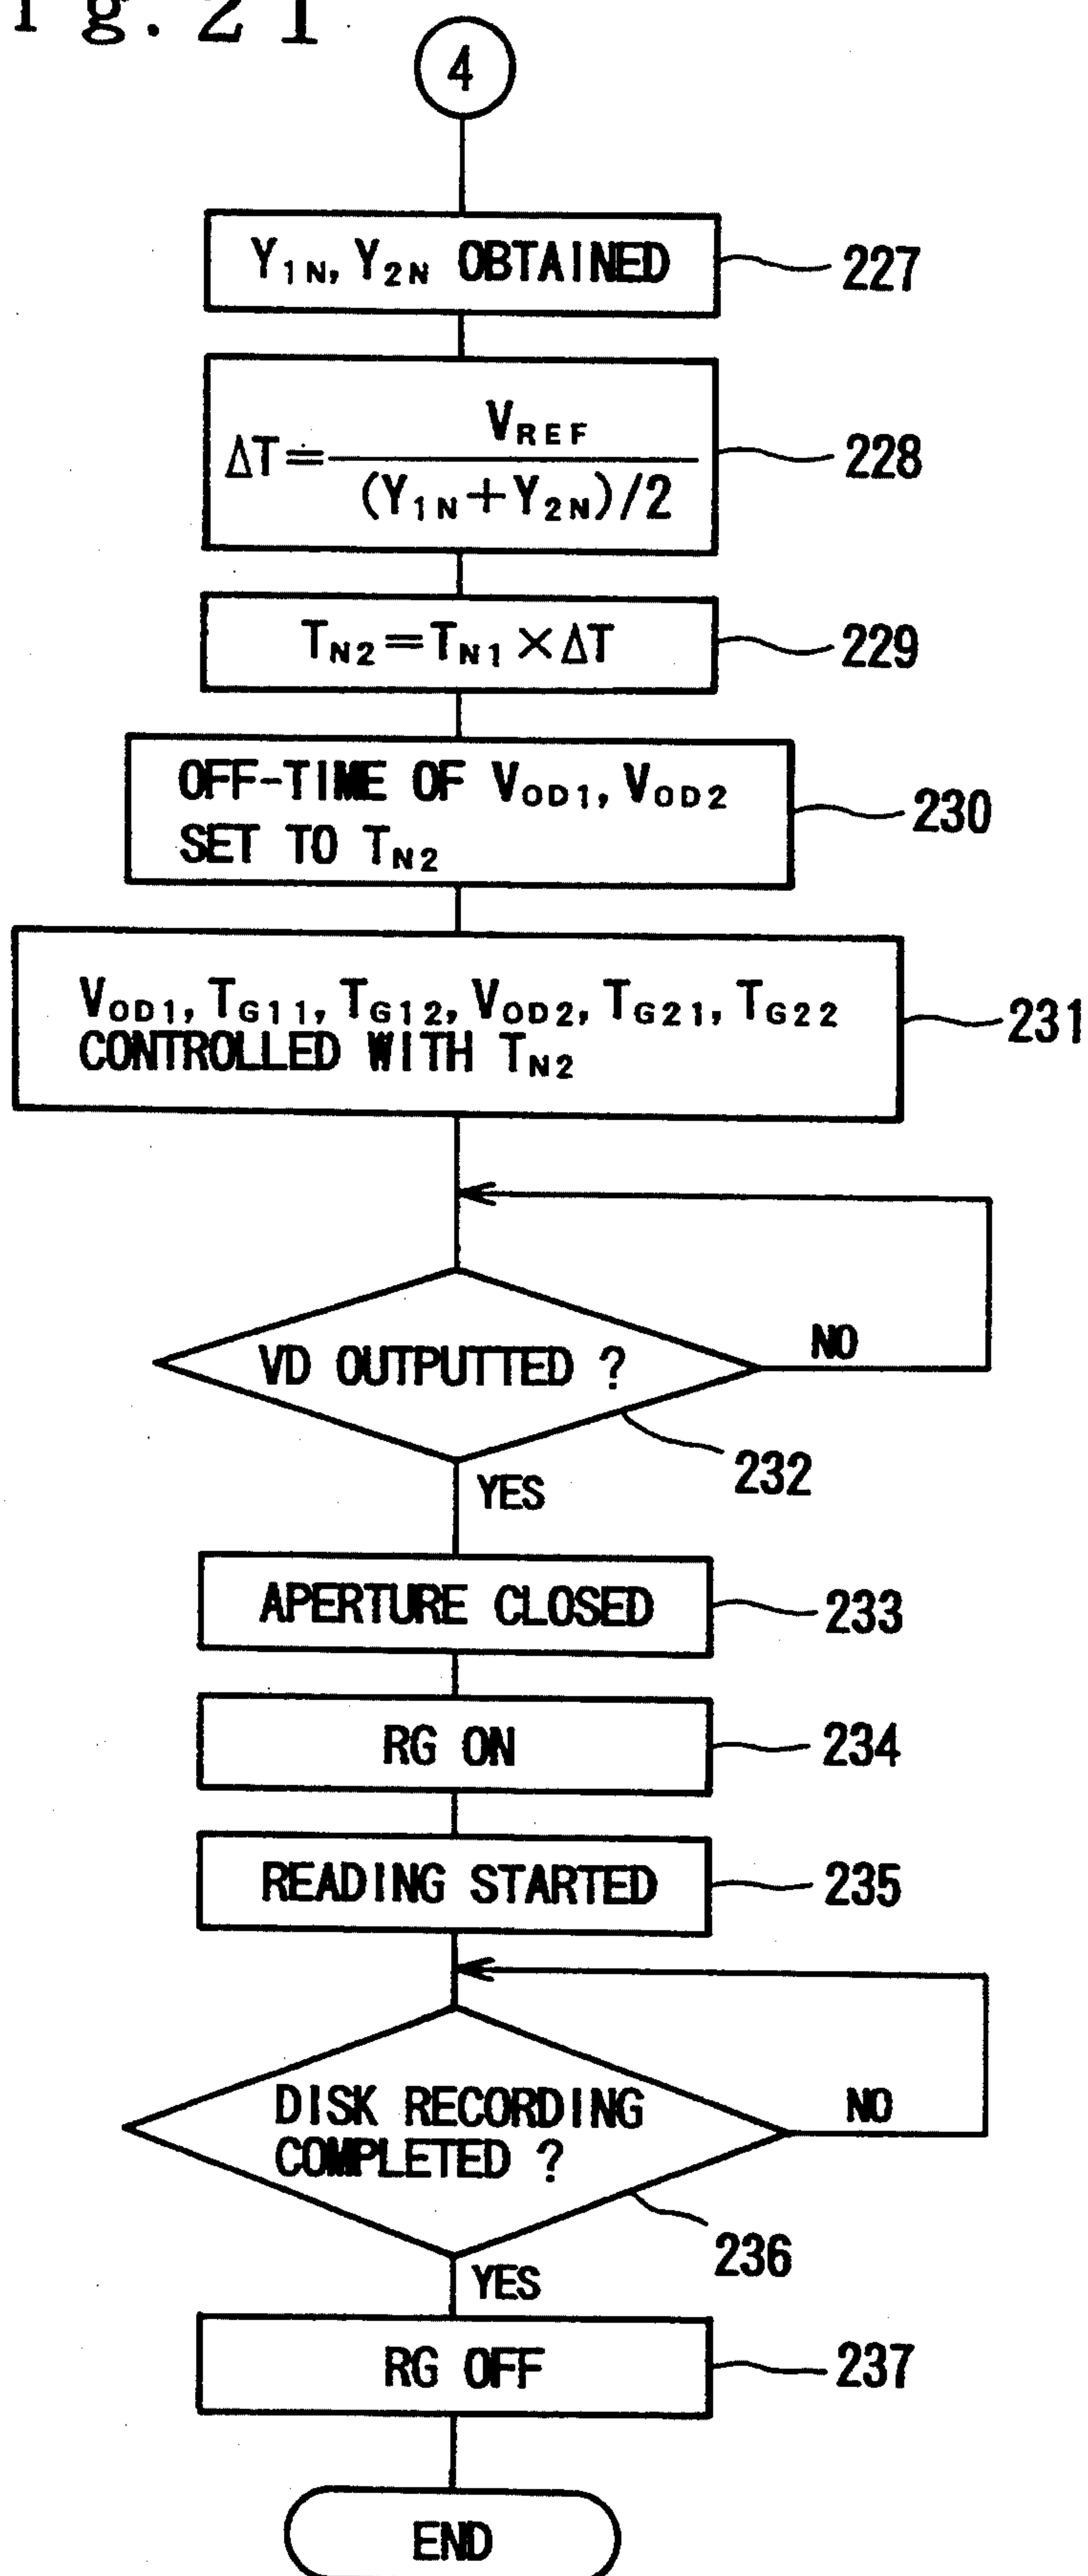 ig. 21
4
Y1N, Y2N OBTAINED
227
ΔT≒ VREF
(Y1N+Y2N)/2
228
TN2=TN1×ΔT
229
OFF-TIME OF VOD1, VOD2
SET TO TN2
230
VOD1, TG11, TG12, VOD2, TG21, TG22
CONTROLLED WITH TN2
231
VD OUTPUTTED ?
NO
232
YES
APERTURE CLOSED
233
RG ON
234
READING STARTED
235
DISK RECORDING
COMPLETED ?
NO
236
YES
RG OFF
237
END